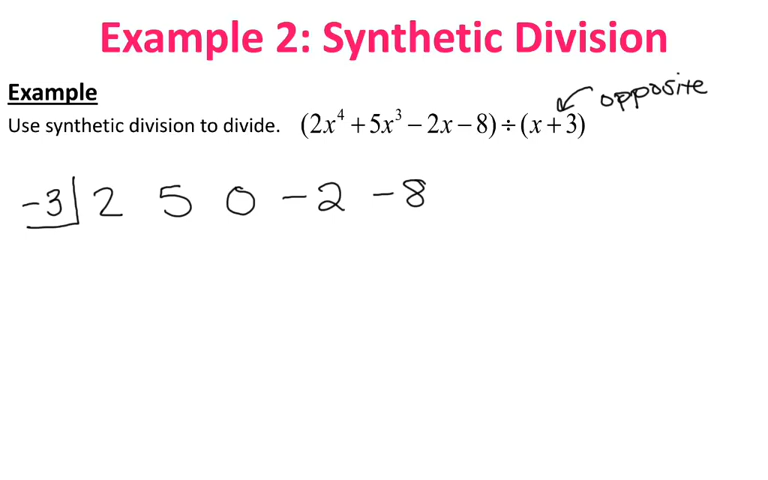 Example 2: Synthetic Division
Example
opposite
Use synthetic division to divide. (2x⁴ + 5x³ − 2x − 8) ÷ (x + 3)
-3| 2 5 0 -2 -8